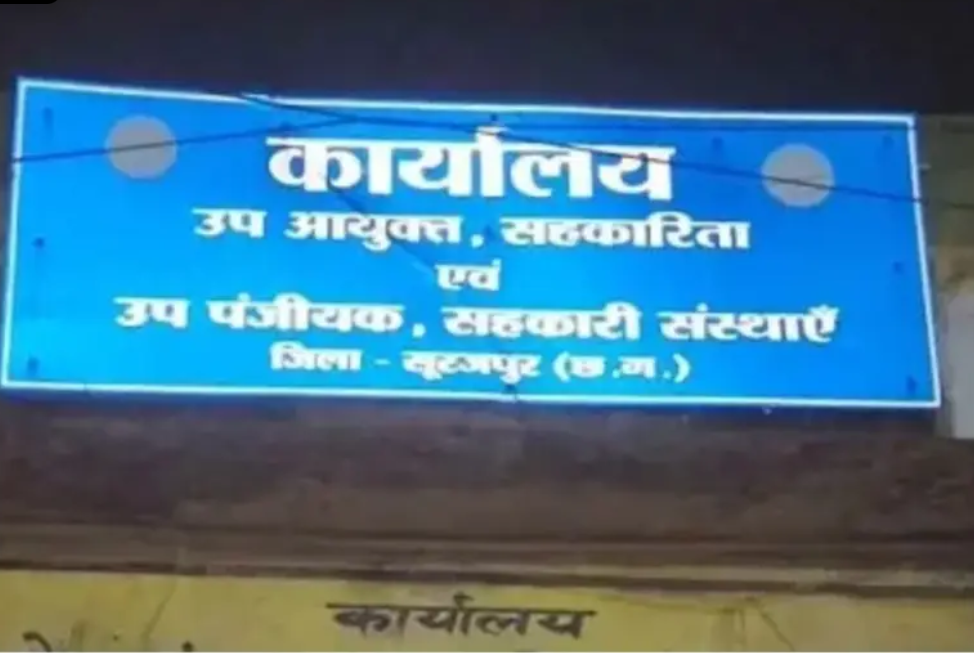 कार्यालय
उप आयुक्त, सहकारिता
एवं
उप पंजीयक, सहकारी संस्थाएँ
जिला - सूरजपुर (छ.ग.)
कार्यालय